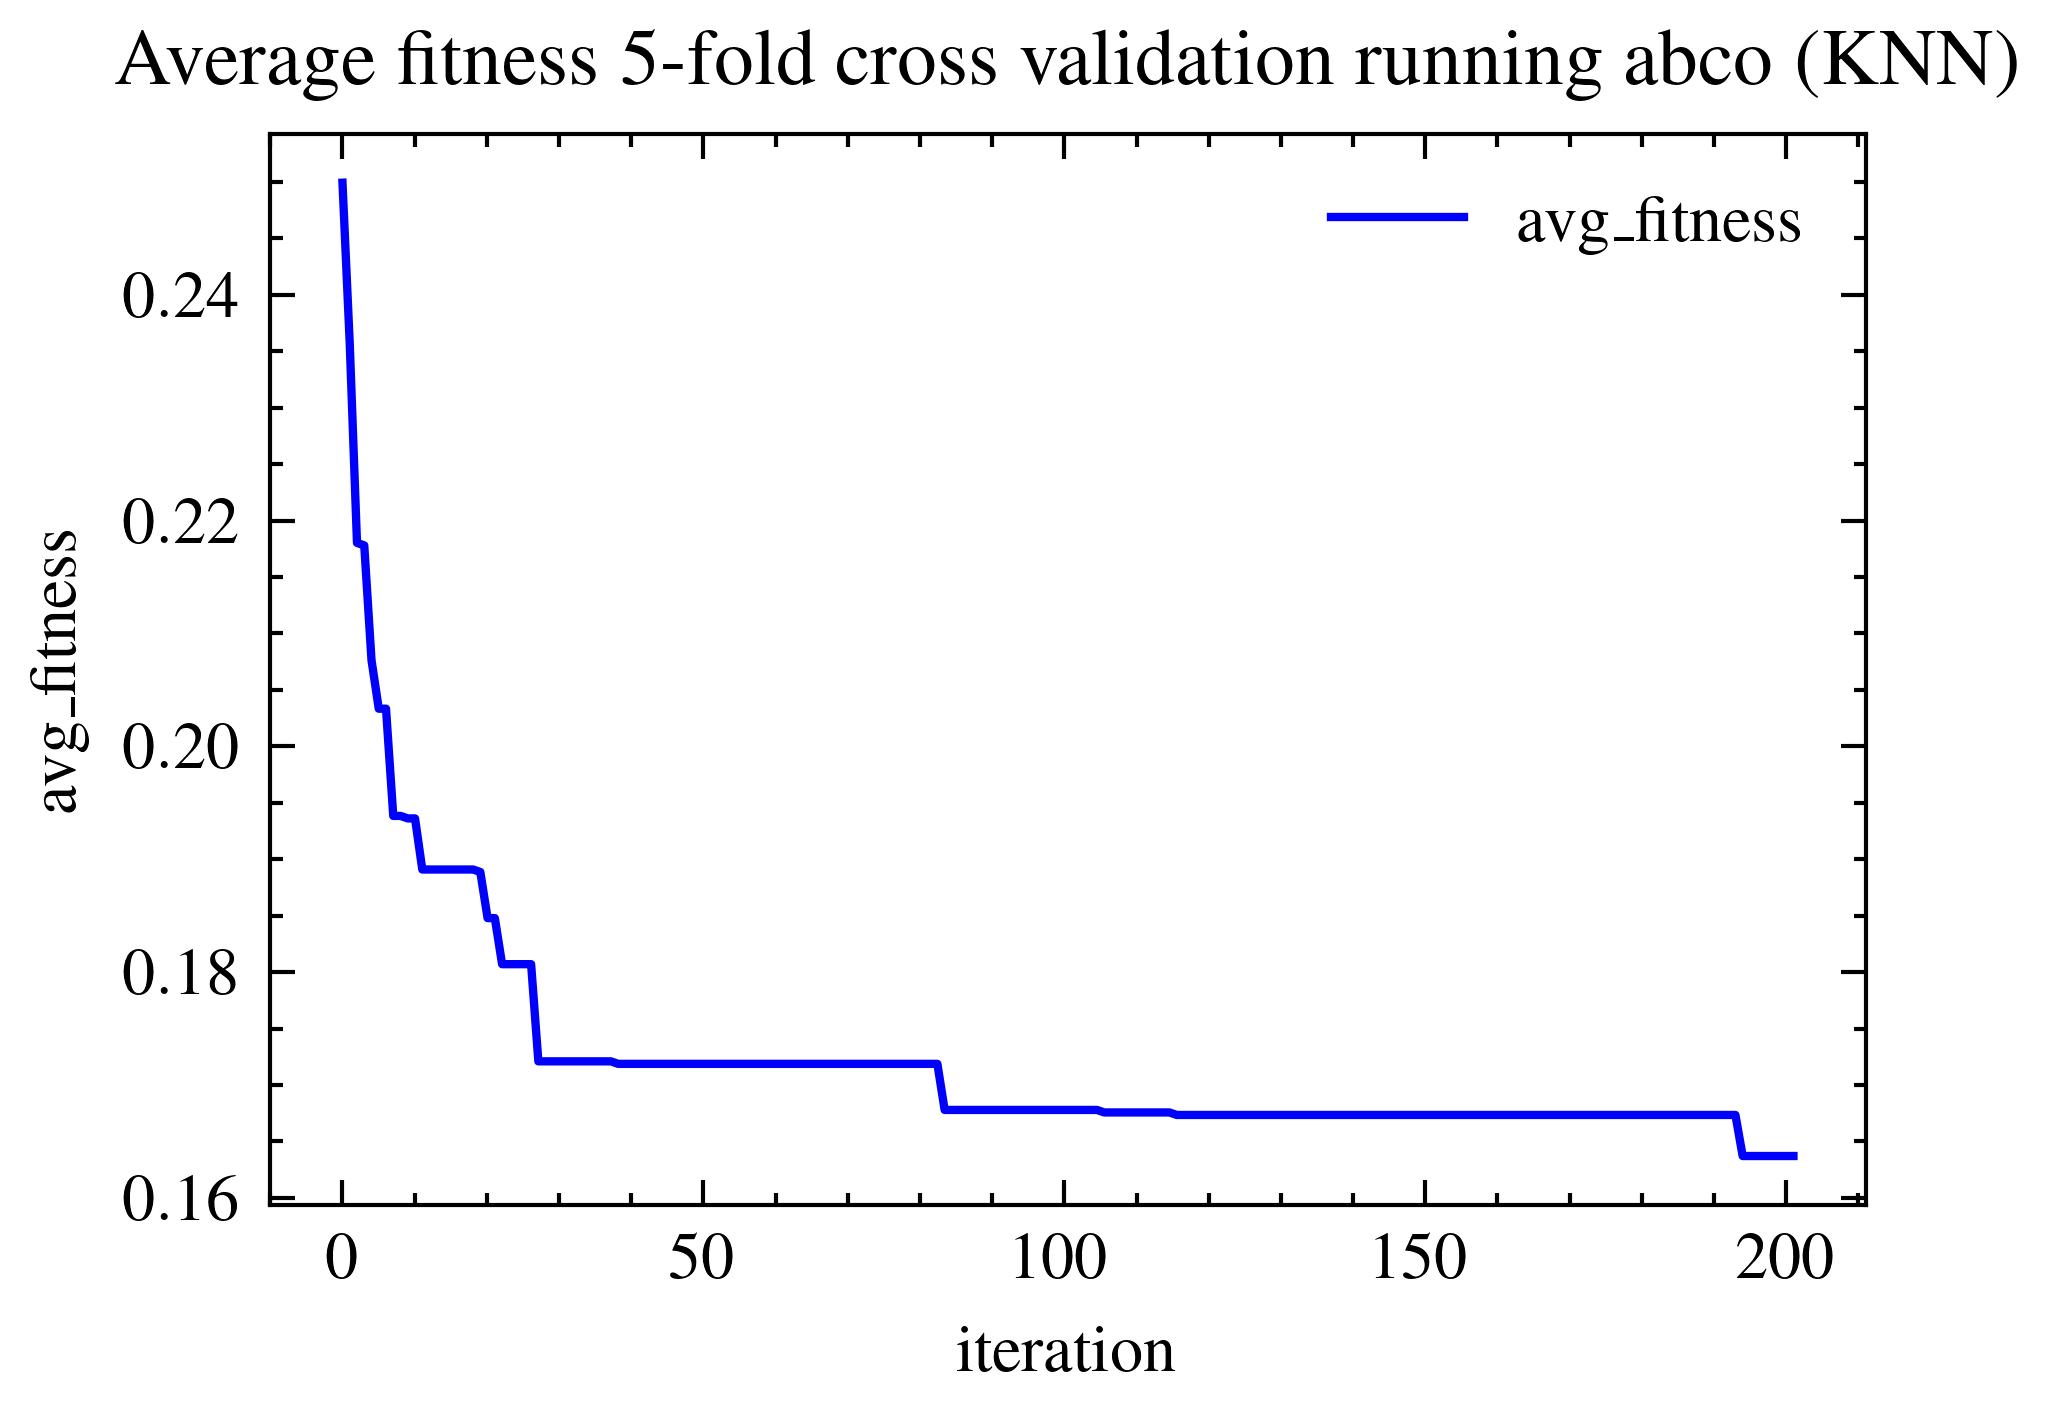 Average fitness 5-fold cross validation running abco (KNN)
avg_fitness
avg_fitness
0.24
0.22
0.20
0.18
0.16
0 50 100 150 200
iteration